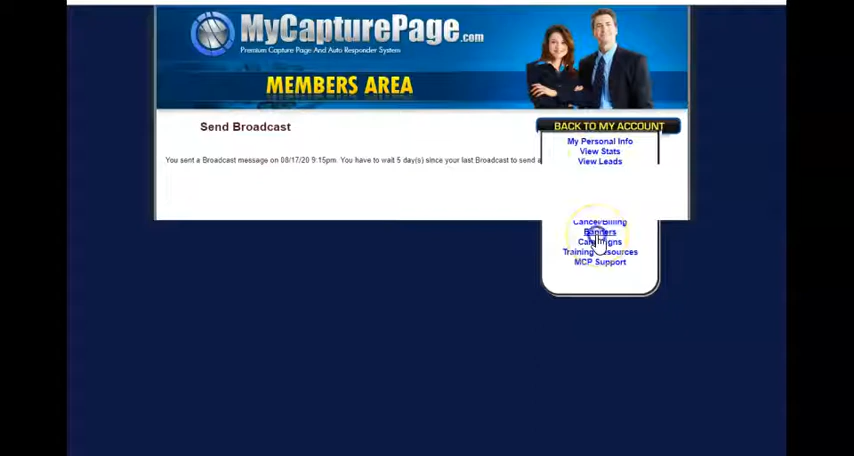 MyCapturePage.com
Premium Capture Page And Auto Responder System
MEMBERS AREA
Send Broadcast
BACK TO MY ACCOUNT
My Personal Info
You sent a Broadcast message on 08/17/20 9:15pm. You have to wait 5 day(s) since your last Broadcast to send a
View Stats
View Leads
Cancel Billing
Banners
Campaigns
Training Resources
MCP Support